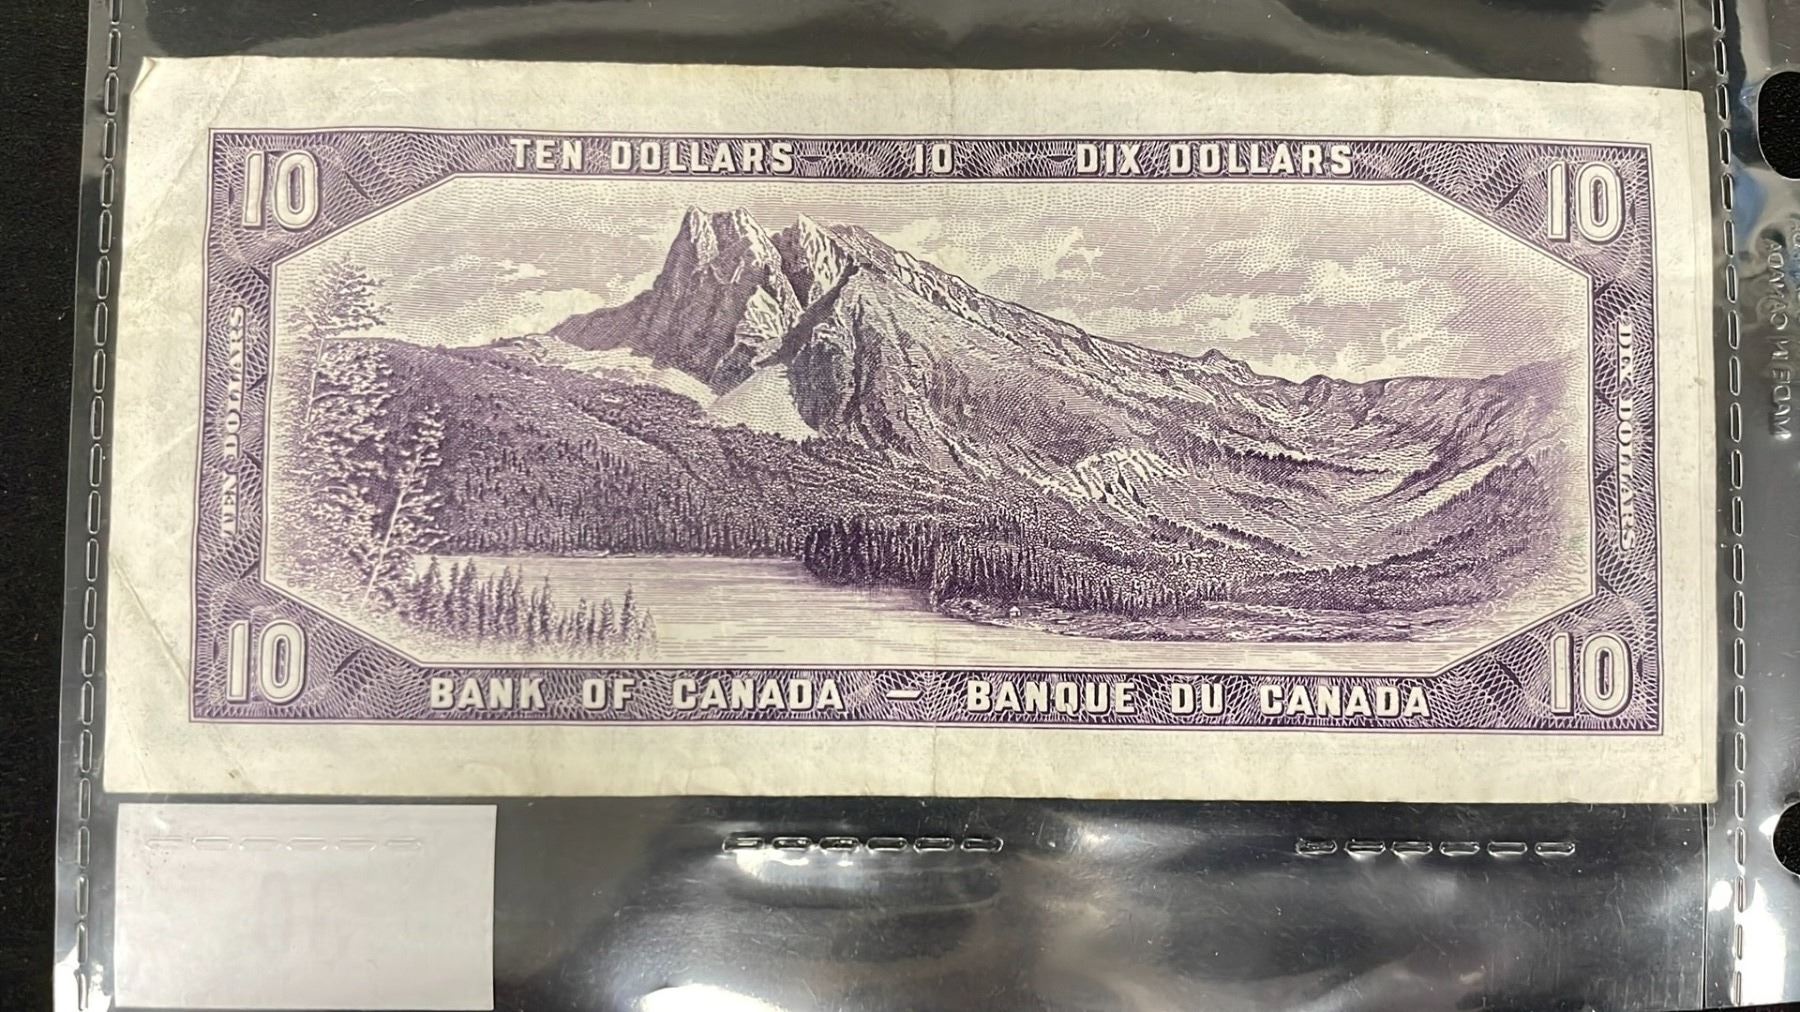 TEN DOLLARS 10 DIX DOLLARS
10 10
TEN DOLLARS
DIX DOLLARS
10 10
BANK OF CANADA — BANQUE DU CANADA